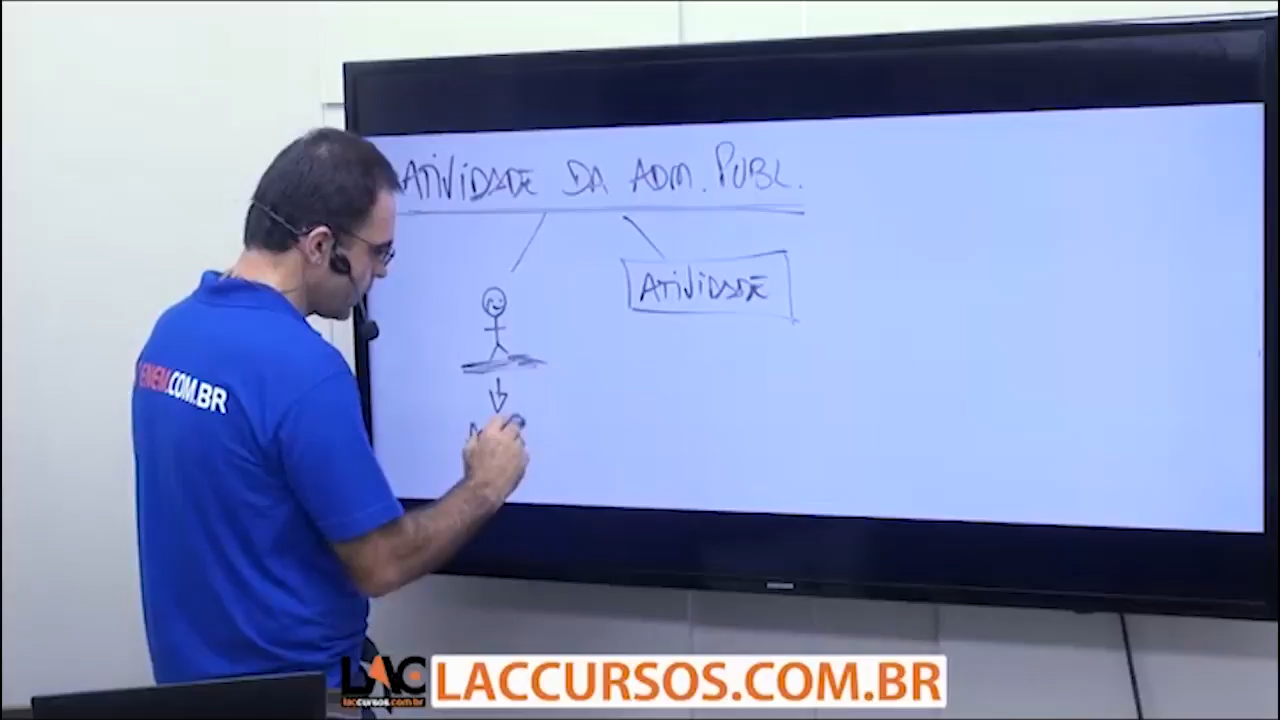 ATIVIDADE DA ADM. PUBL.
ATIVIDADE
ENEM.COM.BR
LAC
laccursos.com.br
LACCURSOS.COM.BR